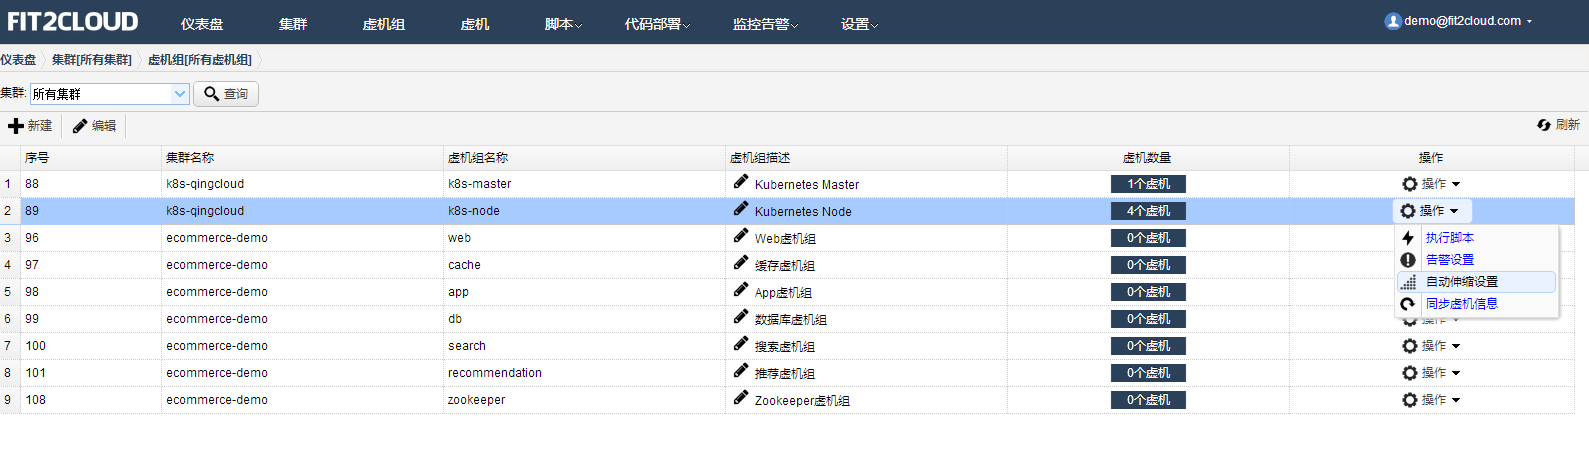 FIT2CLOUD 仪表盘 集群 虚机组 虚机 脚本 代码部署 监控告警 设置 demo@fit2cloud.com
仪表盘 集群[所有集群] 虚机组[所有虚机组]
集群: 所有集群 查询
新建 编辑 刷新
序号 集群名称 虚机组名称 虚机组描述 虚机数量 操作
1 88 k8s-qingcloud k8s-master Kubernetes Master 1个虚机 操作
2 89 k8s-qingcloud k8s-node Kubernetes Node 4个虚机 操作
3 96 ecommerce-demo web Web虚机组 0个虚机 执行脚本
4 97 ecommerce-demo cache 缓存虚机组 0个虚机 告警设置
5 98 ecommerce-demo app App虚机组 0个虚机 自动伸缩设置
同步虚机信息
6 99 ecommerce-demo db 数据库虚机组 0个虚机 操作
7 100 ecommerce-demo search 搜索虚机组 0个虚机 操作
8 101 ecommerce-demo recommendation 推荐虚机组 0个虚机 操作
9 108 ecommerce-demo zookeeper Zookeeper虚机组 0个虚机 操作